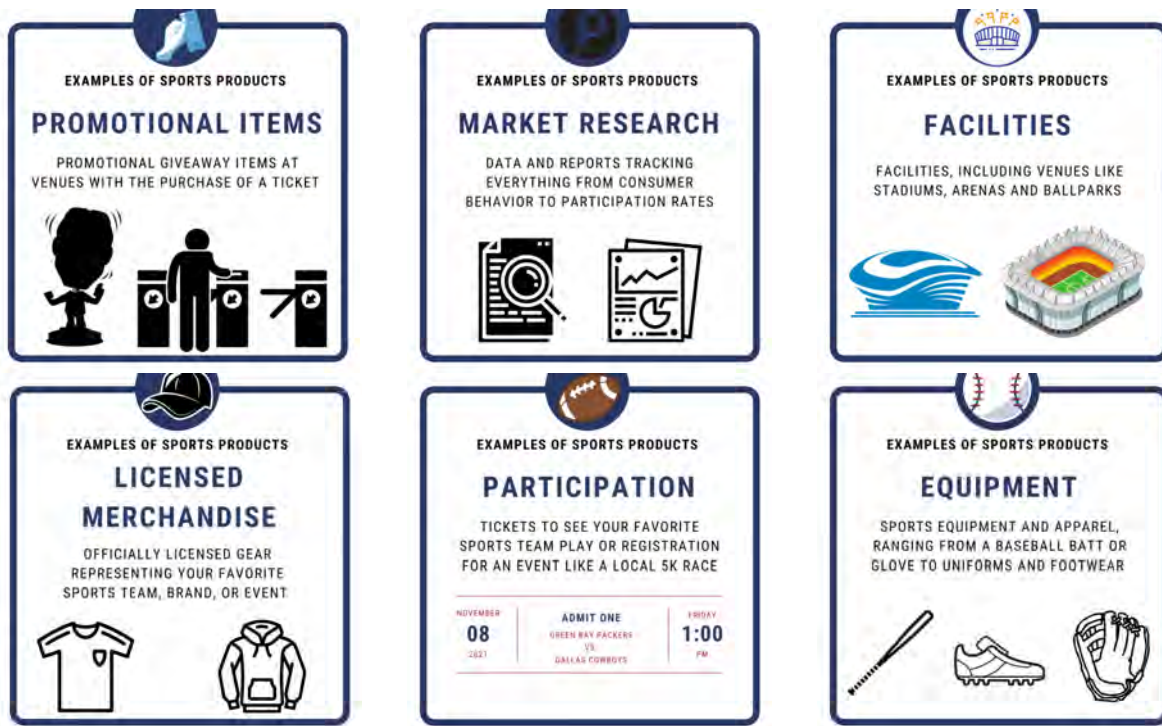 EXAMPLES OF SPORTS PRODUCTS
PROMOTIONAL ITEMS
PROMOTIONAL GIVEAWAY ITEMS AT
VENUES WITH THE PURCHASE OF A TICKET
EXAMPLES OF SPORTS PRODUCTS
MARKET RESEARCH
DATA AND REPORTS TRACKING
EVERYTHING FROM CONSUMER
BEHAVIOR TO PARTICIPATION RATES
EXAMPLES OF SPORTS PRODUCTS
FACILITIES
FACILITIES, INCLUDING VENUES LIKE
STADIUMS, ARENAS AND BALLPARKS
EXAMPLES OF SPORTS PRODUCTS
LICENSED
MERCHANDISE
OFFICIALLY LICENSED GEAR
REPRESENTING YOUR FAVORITE
SPORTS TEAM, BRAND, OR EVENT
EXAMPLES OF SPORTS PRODUCTS
PARTICIPATION
TICKETS TO SEE YOUR FAVORITE
SPORTS TEAM PLAY OR REGISTRATION
FOR AN EVENT LIKE A LOCAL 5K RACE
NOVEMBER
08
2021
ADMIT ONE
GREEN BAY PACKERS
VS.
DALLAS COWBOYS
FRIDAY
1:00
PM
EXAMPLES OF SPORTS PRODUCTS
EQUIPMENT
SPORTS EQUIPMENT AND APPAREL,
RANGING FROM A BASEBALL BATT OR
GLOVE TO UNIFORMS AND FOOTWEAR